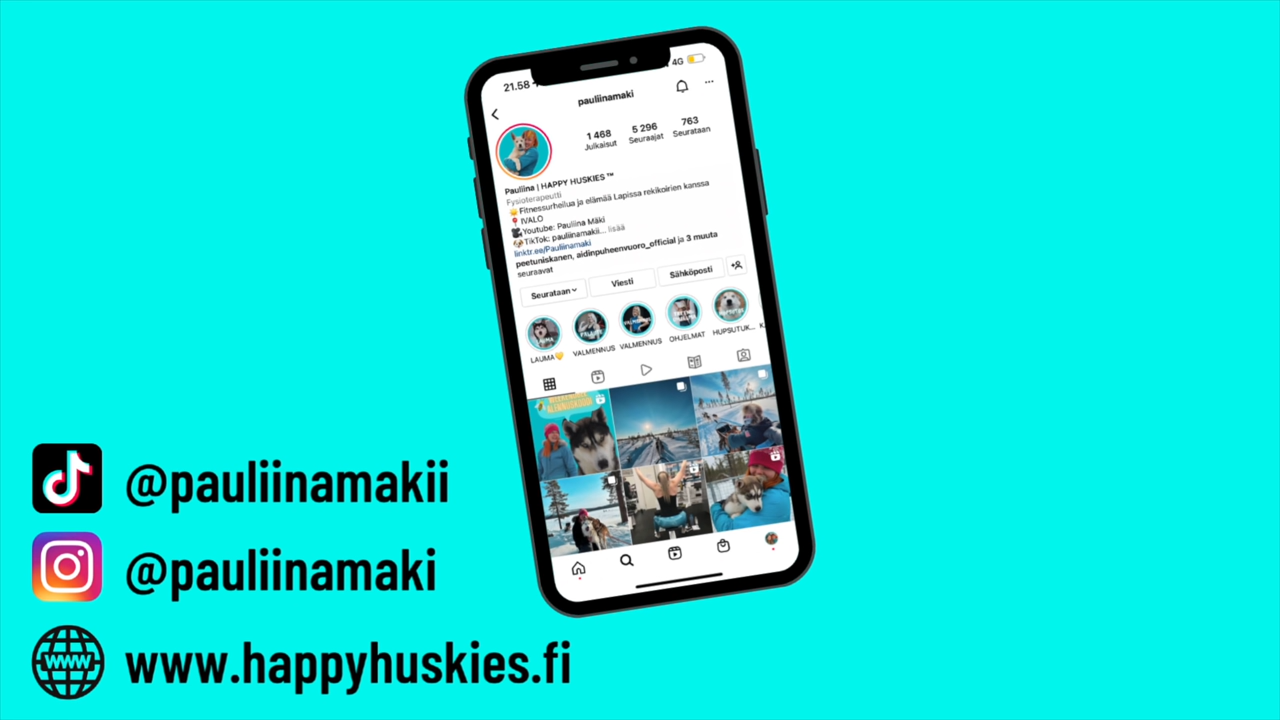 21.58
4G
pauliinamaki
1 468
5 296
763
Julkaisut
Seuraajat
Seurataan
Pauliina | HAPPY HUSKIES ™
Fysioterapeutti
Fitnessurheilua ja elämää Lapissa rekikoirien kanssa
IVALO
Youtube: Pauliina Mäki
TikTok: pauliinamakii... lisää
linktr.ee/Pauliinamaki
peetuniskanen, aidinpuheenvuoro_official ja 3 muuta
seuraavat
Seurataan
Viesti
Sähköposti
LAUMA
VALMENNUS
VALMENNUS
OHJELMAT
HUPSUTUK...
K
@pauliinamakii
@pauliinamaki
www
www.happyhuskies.fi